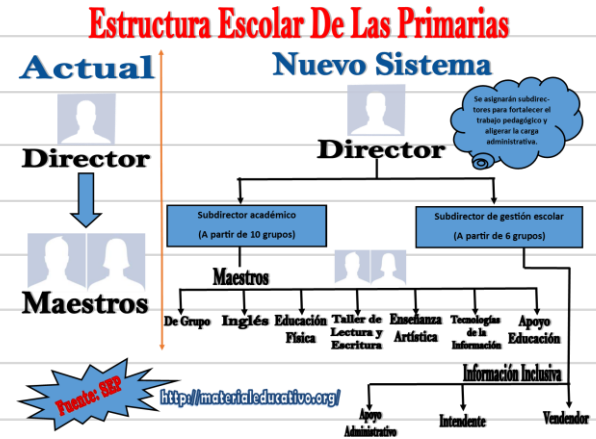 Estructura Escolar De Las Primarias
Actual
Nuevo Sistema
Director
Maestros
Director
Se asignarán subdirec-
tores para fortalecer el
trabajo pedagógico y
aligerar la carga
administrativa.
Subdirector académico
(A partir de 10 grupos)
Subdirector de gestión escolar
(A partir de 6 grupos)
Maestros
De Grupo
Inglés
Educación
Física
Taller de
Lectura y
Escritura
Enseñanza
Artística
Tecnologías
de la
Información
Apoyo
Educación
Información Inclusiva
Apoyo
Administrativo
Intendente
Vendendor
Fuente: SEP
http://materialeducativo.org/